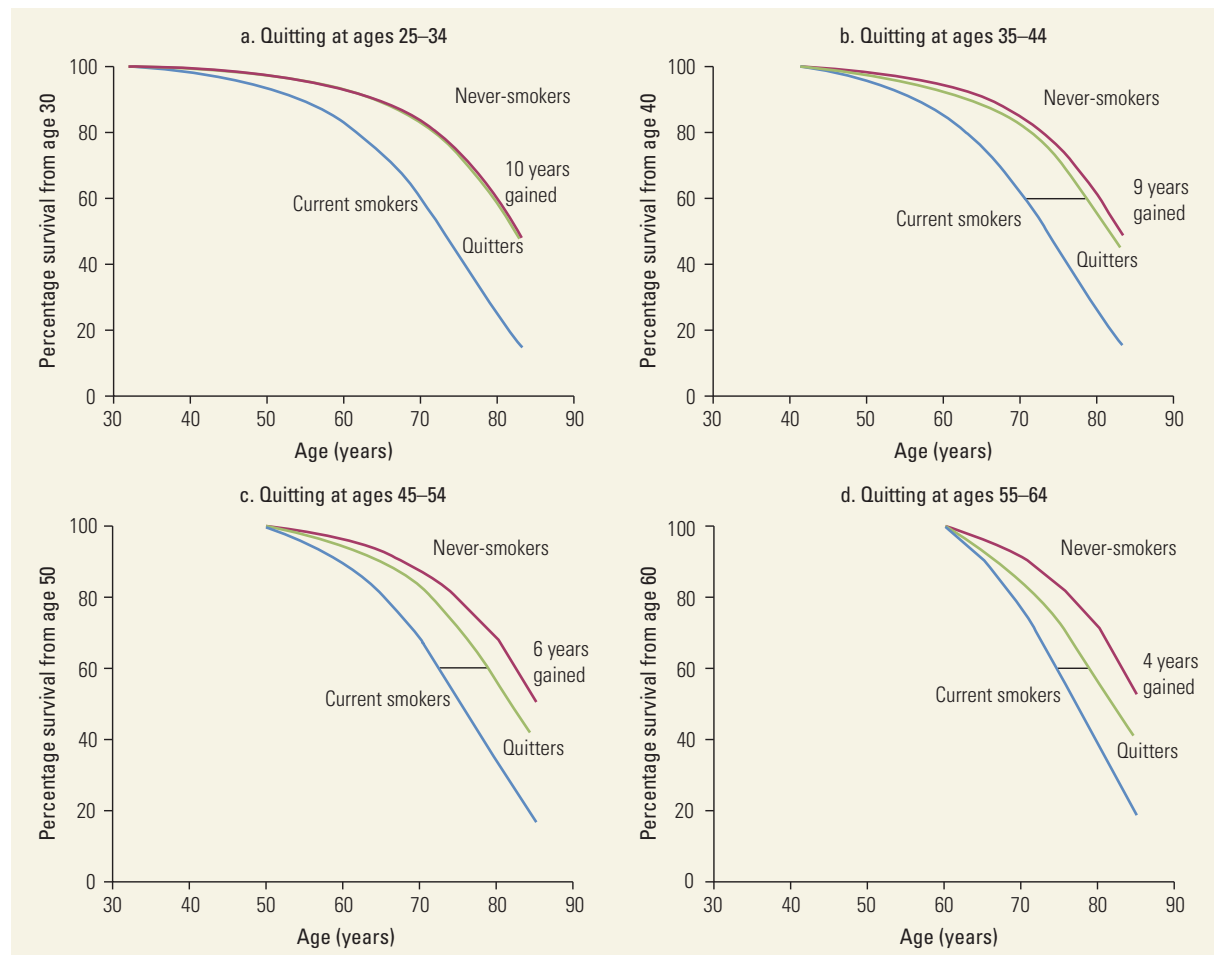 a. Quitting at ages 25–34
Percentage survival from age 30
100
80
60
40
20
0
Never-smokers
10 years
gained
Current smokers
Quitters
30 40 50 60 70 80 90
Age (years)
b. Quitting at ages 35–44
Percentage survival from age 40
100
80
60
40
20
0
Never-smokers
9 years
gained
Current smokers
Quitters
30 40 50 60 70 80 90
Age (years)
c. Quitting at ages 45–54
Percentage survival from age 50
100
80
60
40
20
0
Never-smokers
6 years
gained
Current smokers
Quitters
30 40 50 60 70 80 90
Age (years)
d. Quitting at ages 55–64
Percentage survival from age 60
100
80
60
40
20
0
Never-smokers
4 years
gained
Current smokers
Quitters
30 40 50 60 70 80 90
Age (years)